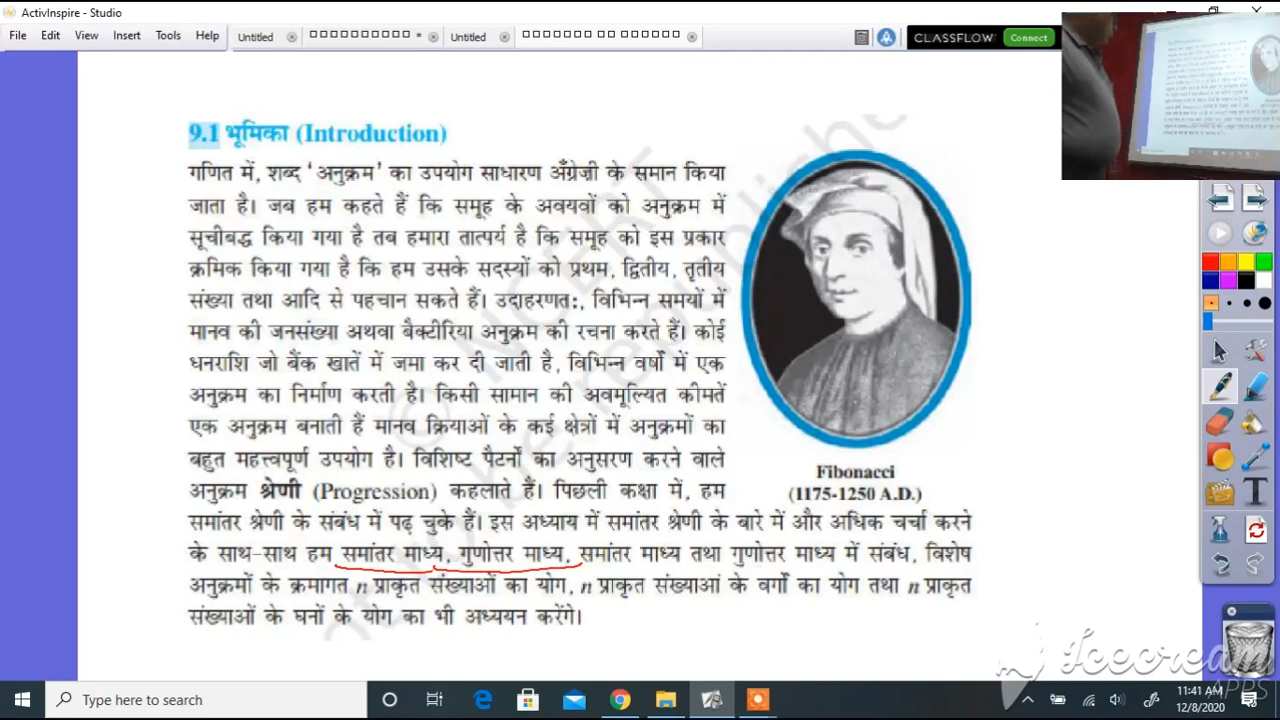 ActivInspire - Studio
File Edit View Insert Tools Help Untitled Untitled CLASSFLOW Connect
9.1 भूमिका (Introduction)
गणित में, शब्द ‘अनुक्रम’ का उपयोग साधारण अँग्रेज़ी के समान किया
जाता है। जब हम कहते हैं कि समूह के अवयवों को अनुक्रम में
सूचीबद्ध किया गया है तब हमारा तात्पर्य है कि समूह को इस प्रकार
क्रमिक किया गया है कि हम उसके सदस्यों को प्रथम, द्वितीय, तृतीय
संख्या तथा आदि से पहचान सकते हैं। उदाहरणत:, विभिन्न समयों में
मानव की जनसंख्या अथवा बैक्टीरिया अनुक्रम की रचना करते हैं। कोई
धनराशि जो बैंक खातें में जमा कर दी जाती है, विभिन्न वर्षों में एक
अनुक्रम का निर्माण करती है। किसी सामान की अवमूल्यित कीमतें
एक अनुक्रम बनाती हैं मानव क्रियाओं के कई क्षेत्रों में अनुक्रमों का
बहुत महत्त्वपूर्ण उपयोग है। विशिष्ट पैटर्नों का अनुसरण करने वाले
अनुक्रम श्रेणी (Progression) कहलाते हैं। पिछली कक्षा में, हम
समांतर श्रेणी के संबंध में पढ़ चुके हैं। इस अध्याय में समांतर श्रेणी के बारे में और अधिक चर्चा करने
के साथ-साथ हम समांतर माध्य, गुणोत्तर माध्य, समांतर माध्य तथा गुणोत्तर माध्य में संबंध, विशेष
अनुक्रमों के क्रमागत n प्राकृत संख्याओं का योग, n प्राकृत संख्याओं के वर्गों का योग तथा n प्राकृत
संख्याओं के घनों के योग का भी अध्ययन करेंगे।
Fibonacci
(1175-1250 A.D.)
Icecream
APPS
Type here to search
11:41 AM
12/8/2020